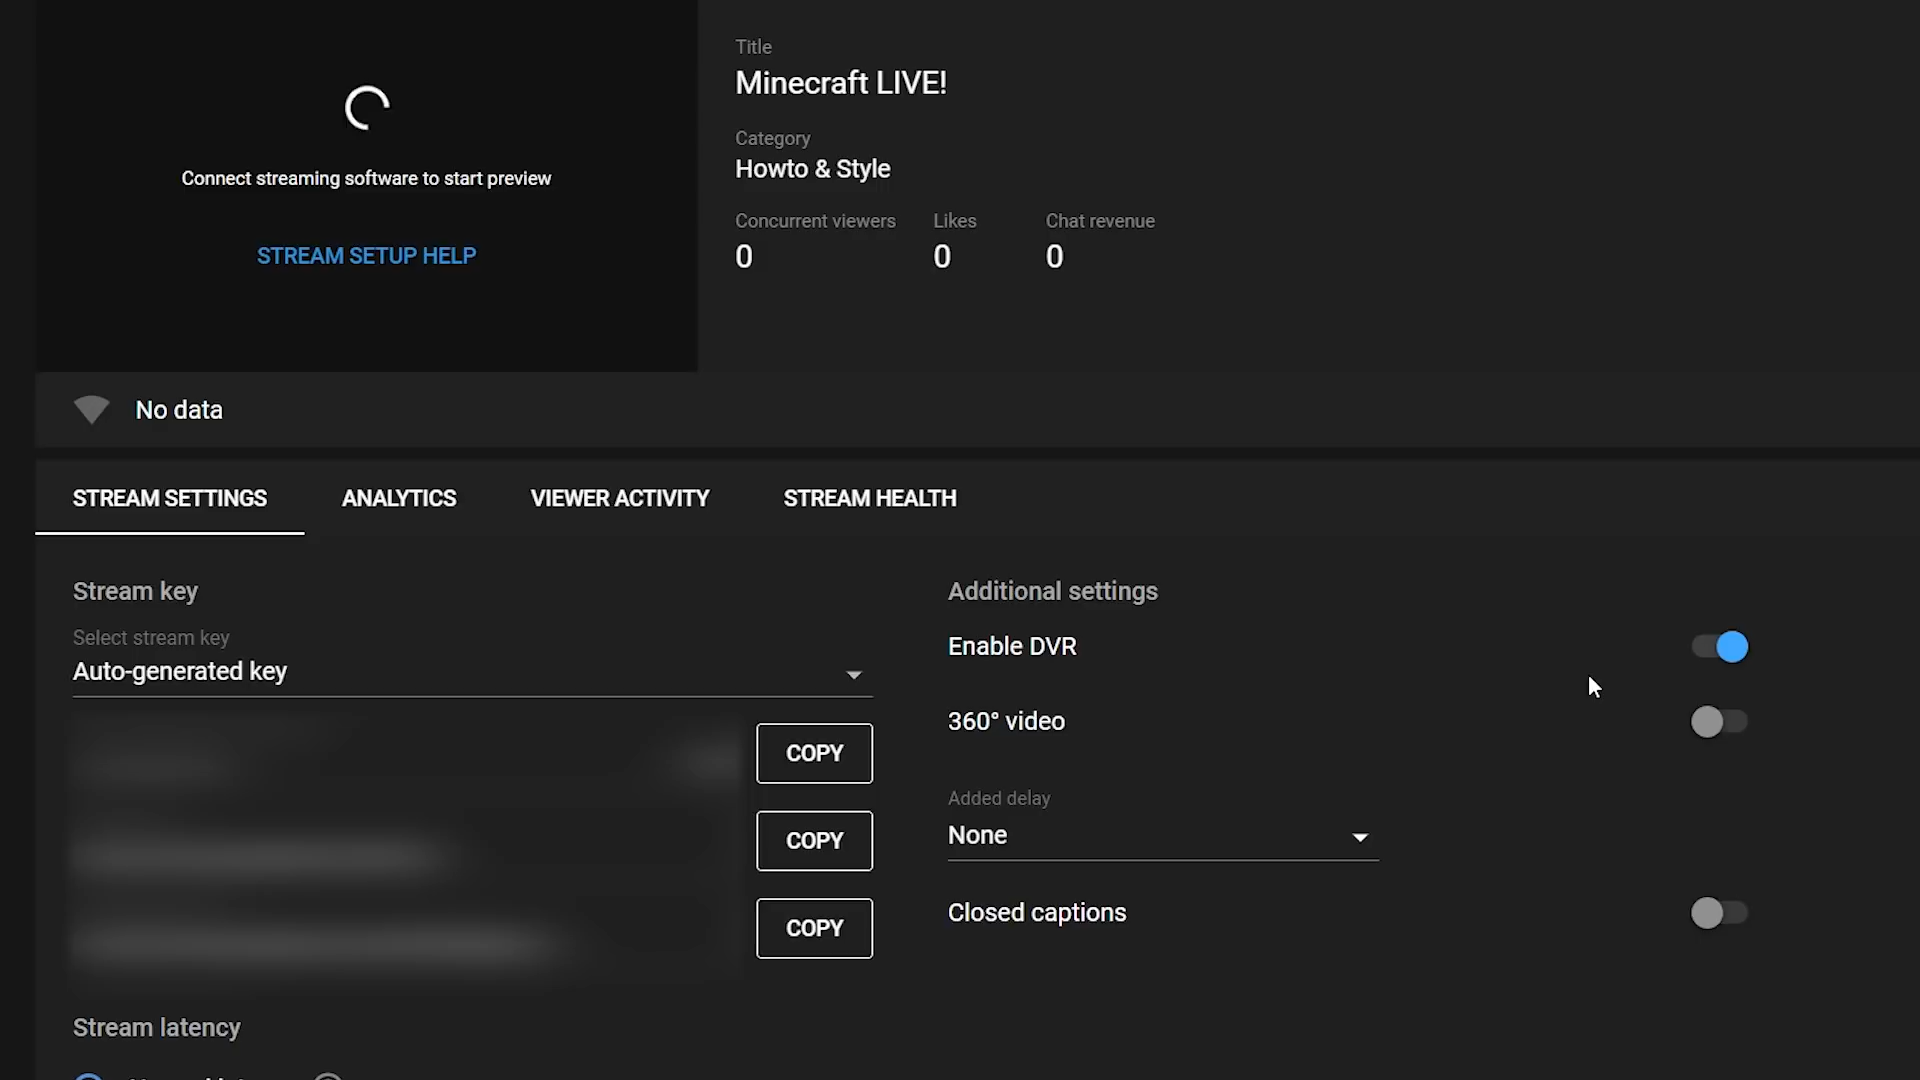 Title
Minecraft LIVE!
Category
Howto & Style
Concurrent viewers Likes Chat revenue
0 0 0
Connect streaming software to start preview
STREAM SETUP HELP
No data
STREAM SETTINGS ANALYTICS VIEWER ACTIVITY STREAM HEALTH
Stream key
Select stream key
Auto-generated key
COPY
COPY
COPY
Stream latency
Additional settings
Enable DVR
360° video
Added delay
None
Closed captions